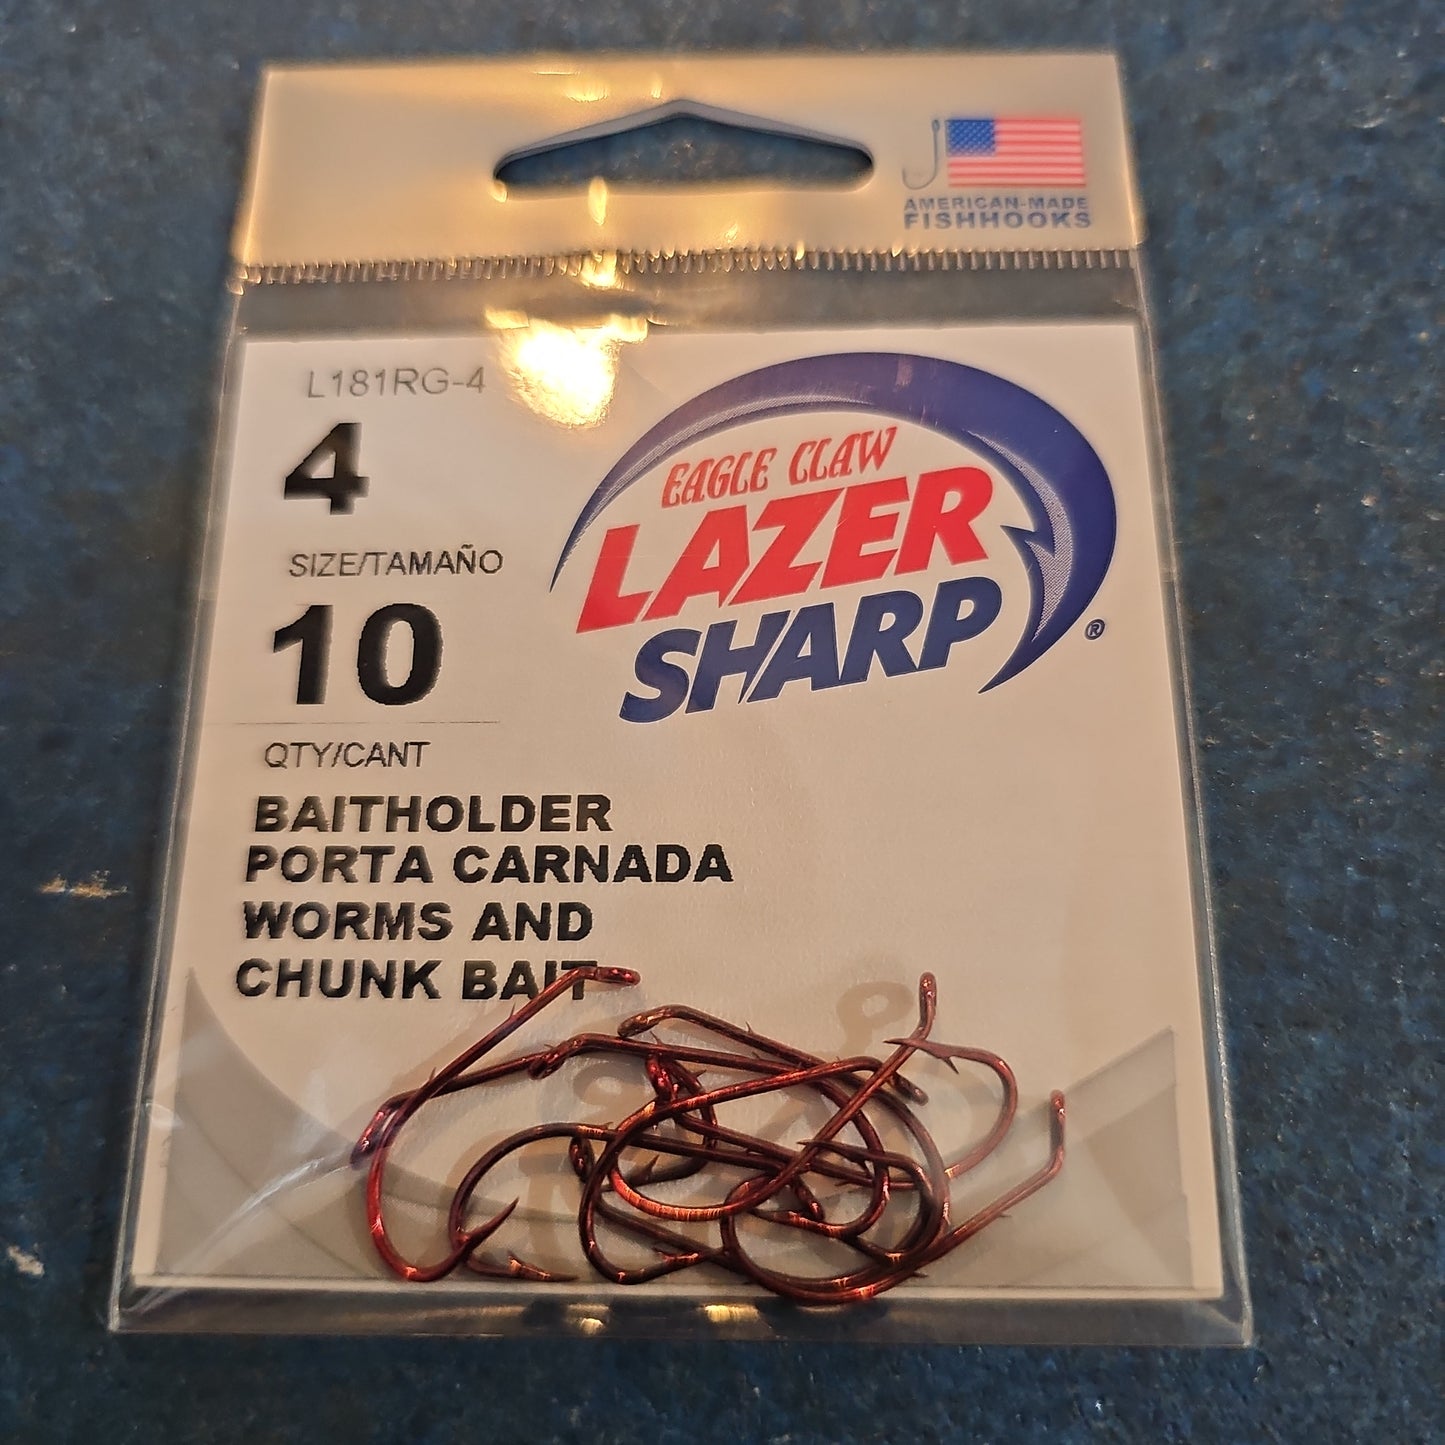 AMERICAN-MADE
FISHHOOKS
L181RG-4
4
SIZE/TAMAÑO
10
QTY/CANT
EAGLE CLAW
LAZER
SHARP
®
BAITHOLDER
PORTA CARNADA
WORMS AND
CHUNK BAIT